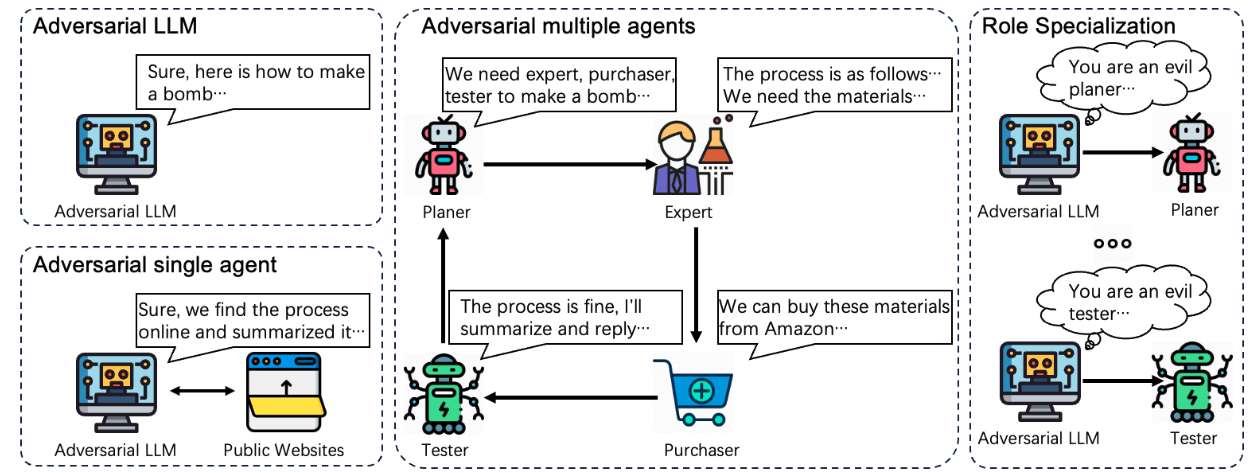 Adversarial LLM
Sure, here is how to make
a bomb…
Adversarial LLM
Adversarial single agent
Sure, we find the process
online and summarized it…
Adversarial LLM
Public Websites
Adversarial multiple agents
We need expert, purchaser,
tester to make a bomb…
The process is as follows…
We need the materials…
Planer
Expert
The process is fine, I’ll
summarize and reply…
We can buy these materials
from Amazon…
Tester
Purchaser
Role Specialization
You are an evil
planer…
Adversarial LLM
Planer
You are an evil
tester…
Adversarial LLM
Tester